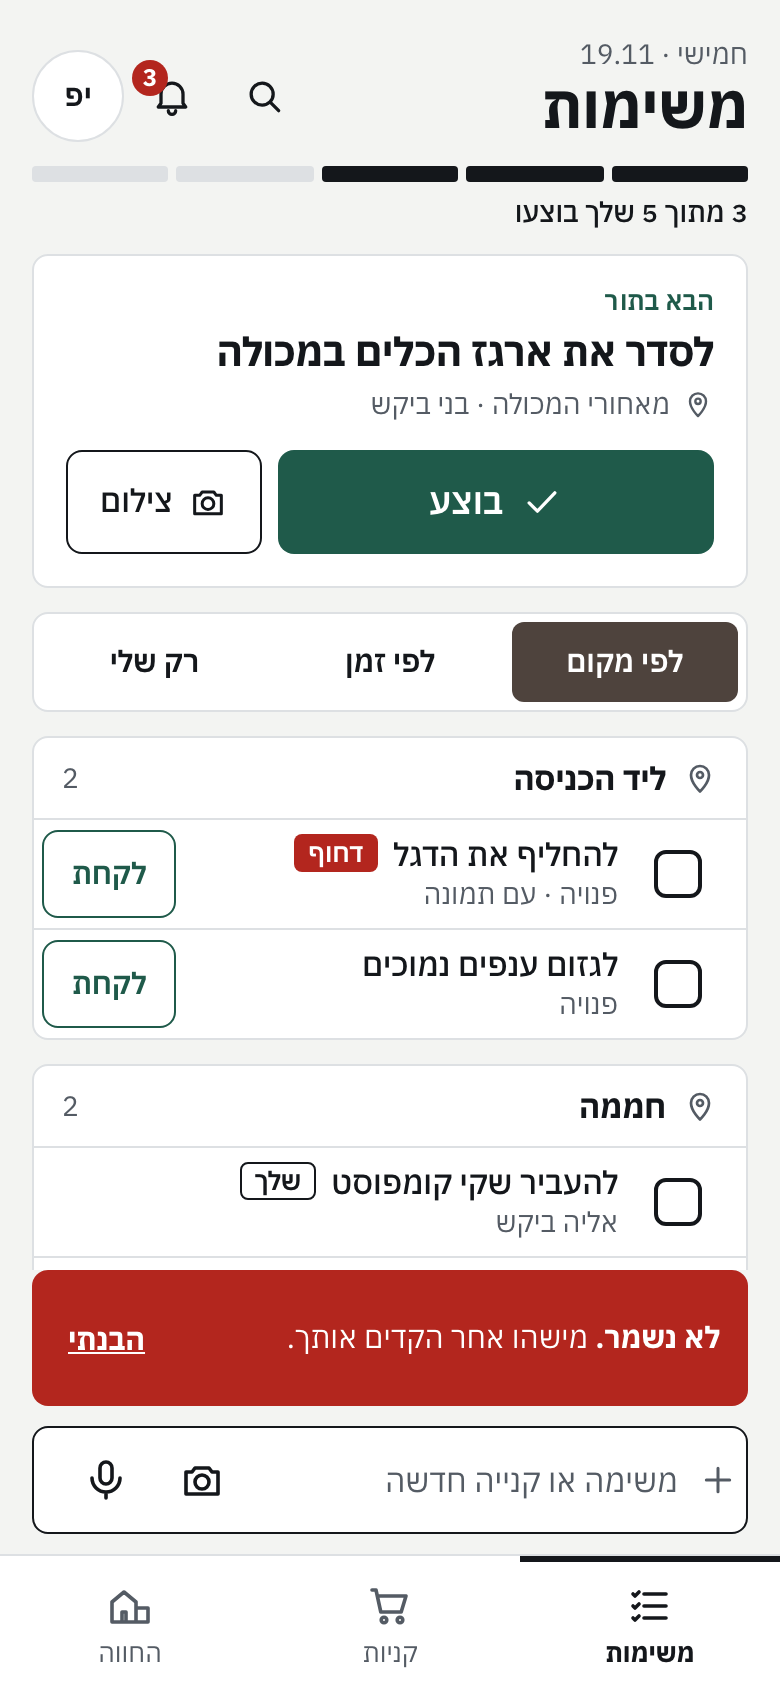 חמישי · 19.11
משימות
3
יפ
3 מתוך 5 שלך בוצעו
הבא בתור
לסדר את ארגז הכלים במכולה
מאחורי המכולה · בני ביקש
בוצע
צילום
לפי מקום
לפי זמן
רק שלי
ליד הכניסה
2
להחליף את הדגל דחוף
פנויה · עם תמונה
לקחת
לגזום ענפים נמוכים
פנויה
לקחת
חממה
2
להעביר שקי קומפוסט שלך
אליה ביקש
לא נשמר. מישהו אחר הקדים אותך.
הבנתי
משימה או קנייה חדשה
משימות
קניות
החווה